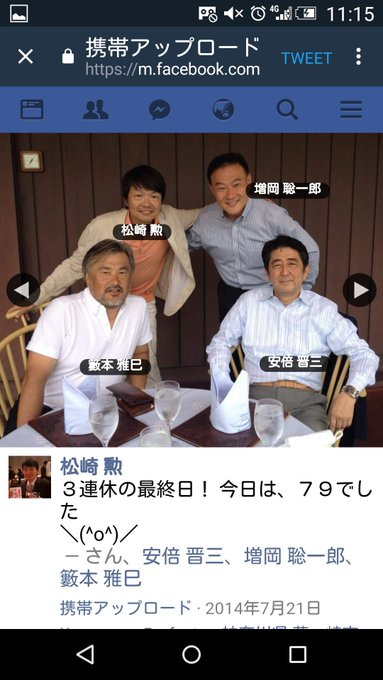 4G
11:15
携帯アップロード
https://m.facebook.com
TWEET
増岡 聡一郎
松崎 勲
籔本 雅巳
安倍 晋三
松崎 勲
３連休の最終日！ 今日は、７９でし
た
＼(^o^)／
－ さん、安倍 晋三、増岡 聡一郎、
籔本 雅巳
携帯アップロード · 2014年7月21日